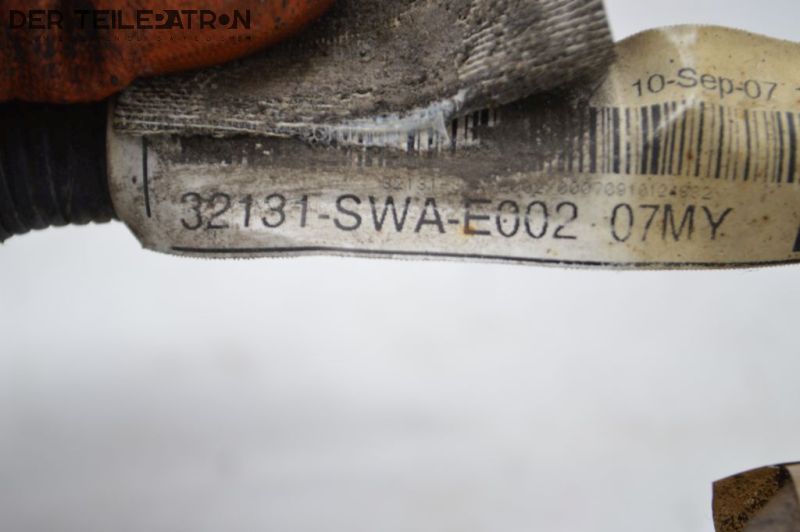 DER TEILEPATRON
10-Sep-07
32131-SWA-E002 07MY